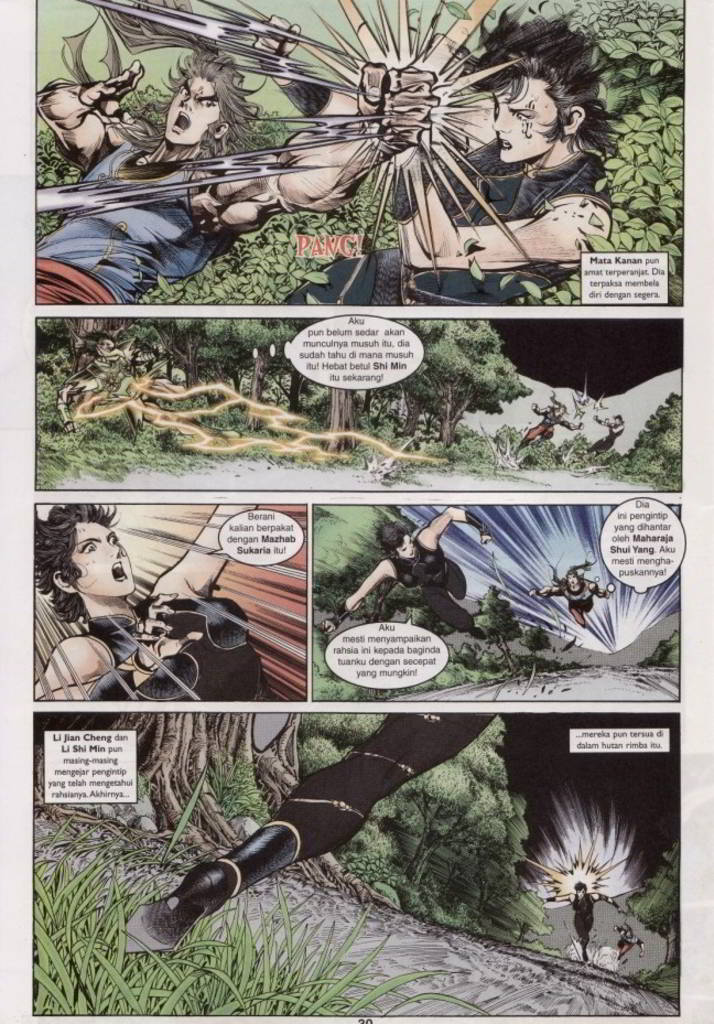 PANG!
Mata Kanan pun
amat terperanjat. Dia
terpaksa membela
diri dengan segera.
Aku
pun belum sedar akan
munculnya musuh itu, dia
sudah tahu di mana musuh
itu! Hebat betul Shi Min
itu sekarang!
Berani
kalian berpakat
dengan Mazhab
Sukaria itu!
Dia
ini pengintip
yang dihantar
oleh Maharaja
Shui Yang. Aku
mesti mengha-
puskannya!
Aku
mesti menyampaikan
rahsia ini kepada baginda
tuanku dengan secepat
yang mungkin!
Li Jian Cheng dan
Li Shi Min pun
masing-masing
mengejar pengintip
yang telah mengetahui
rahsianya. Akhirnya...
...mereka pun tersua di
dalam hutan rimba itu.
20